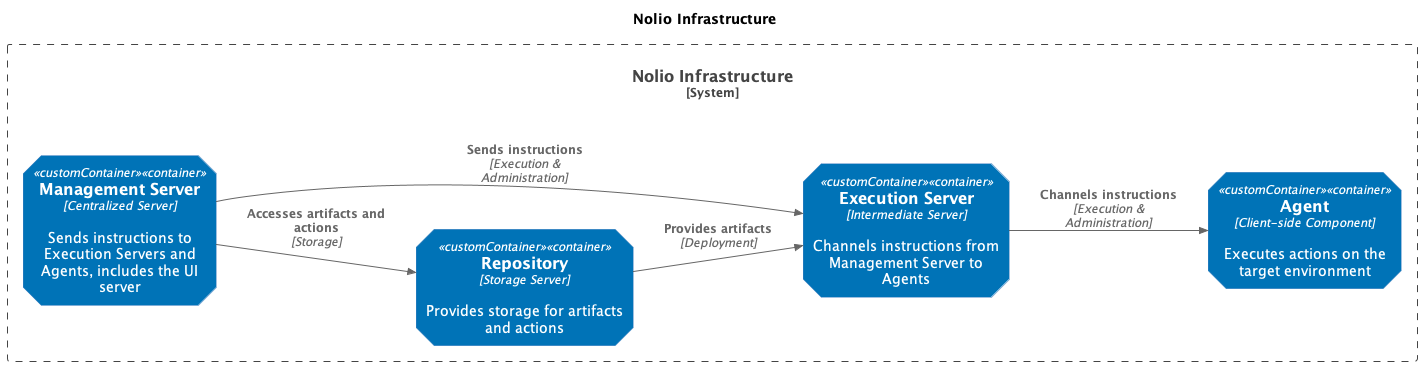 Nolio Infrastructure
Nolio Infrastructure
[System]
«customContainer»«container»
Management Server
[Centralized Server]
Sends instructions to
Execution Servers and
Agents, includes the UI
server
Sends instructions
[Execution &
Administration]
Accesses artifacts and
actions
[Storage]
«customContainer»«container»
Repository
[Storage Server]
Provides storage for artifacts
and actions
Provides artifacts
[Deployment]
«customContainer»«container»
Execution Server
[Intermediate Server]
Channels instructions from
Management Server to
Agents
Channels instructions
[Execution &
Administration]
«customContainer»«container»
Agent
[Client-side Component]
Executes actions on the
target environment